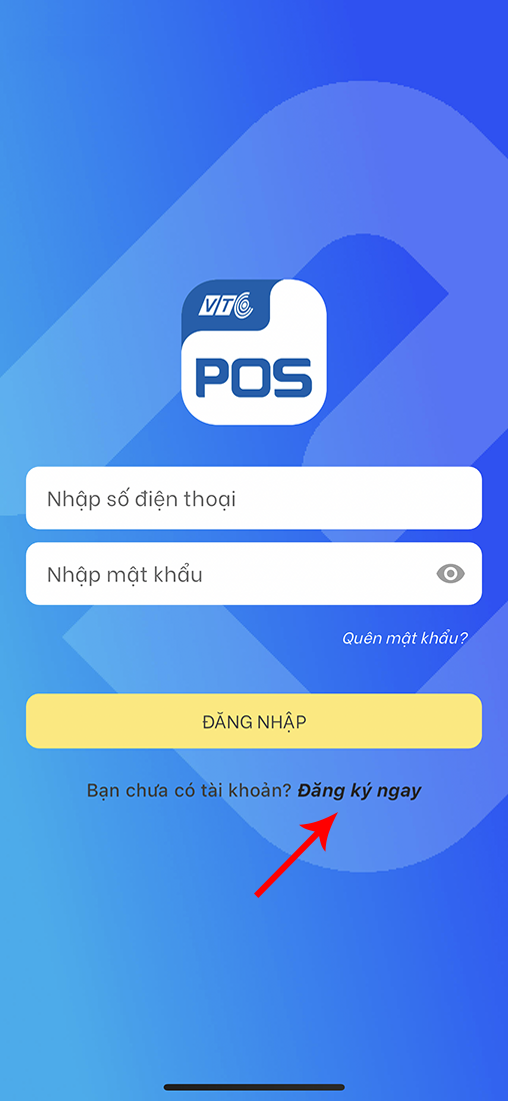 VTC
POS
Nhập số điện thoại
Nhập mật khẩu
Quên mật khẩu?
ĐĂNG NHẬP
Bạn chưa có tài khoản? Đăng ký ngay